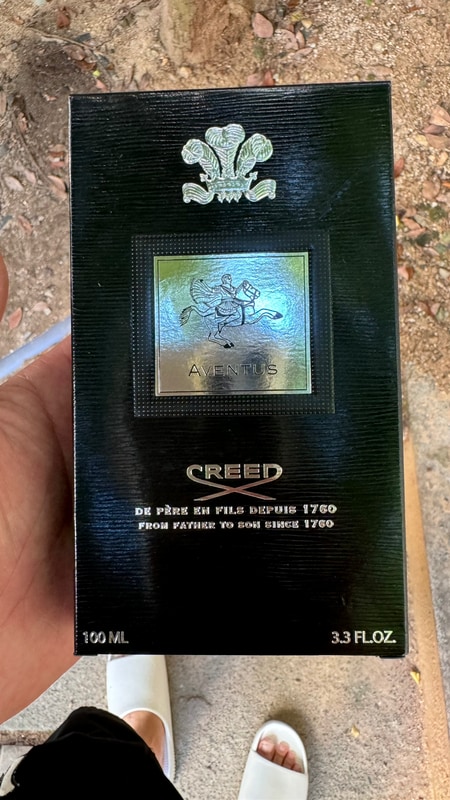 AVENTUS
CREED
DE PÈRE EN FILS DEPUIS 1760
FROM FATHER TO SON SINCE 1760
100 ML 3.3 FL.OZ.